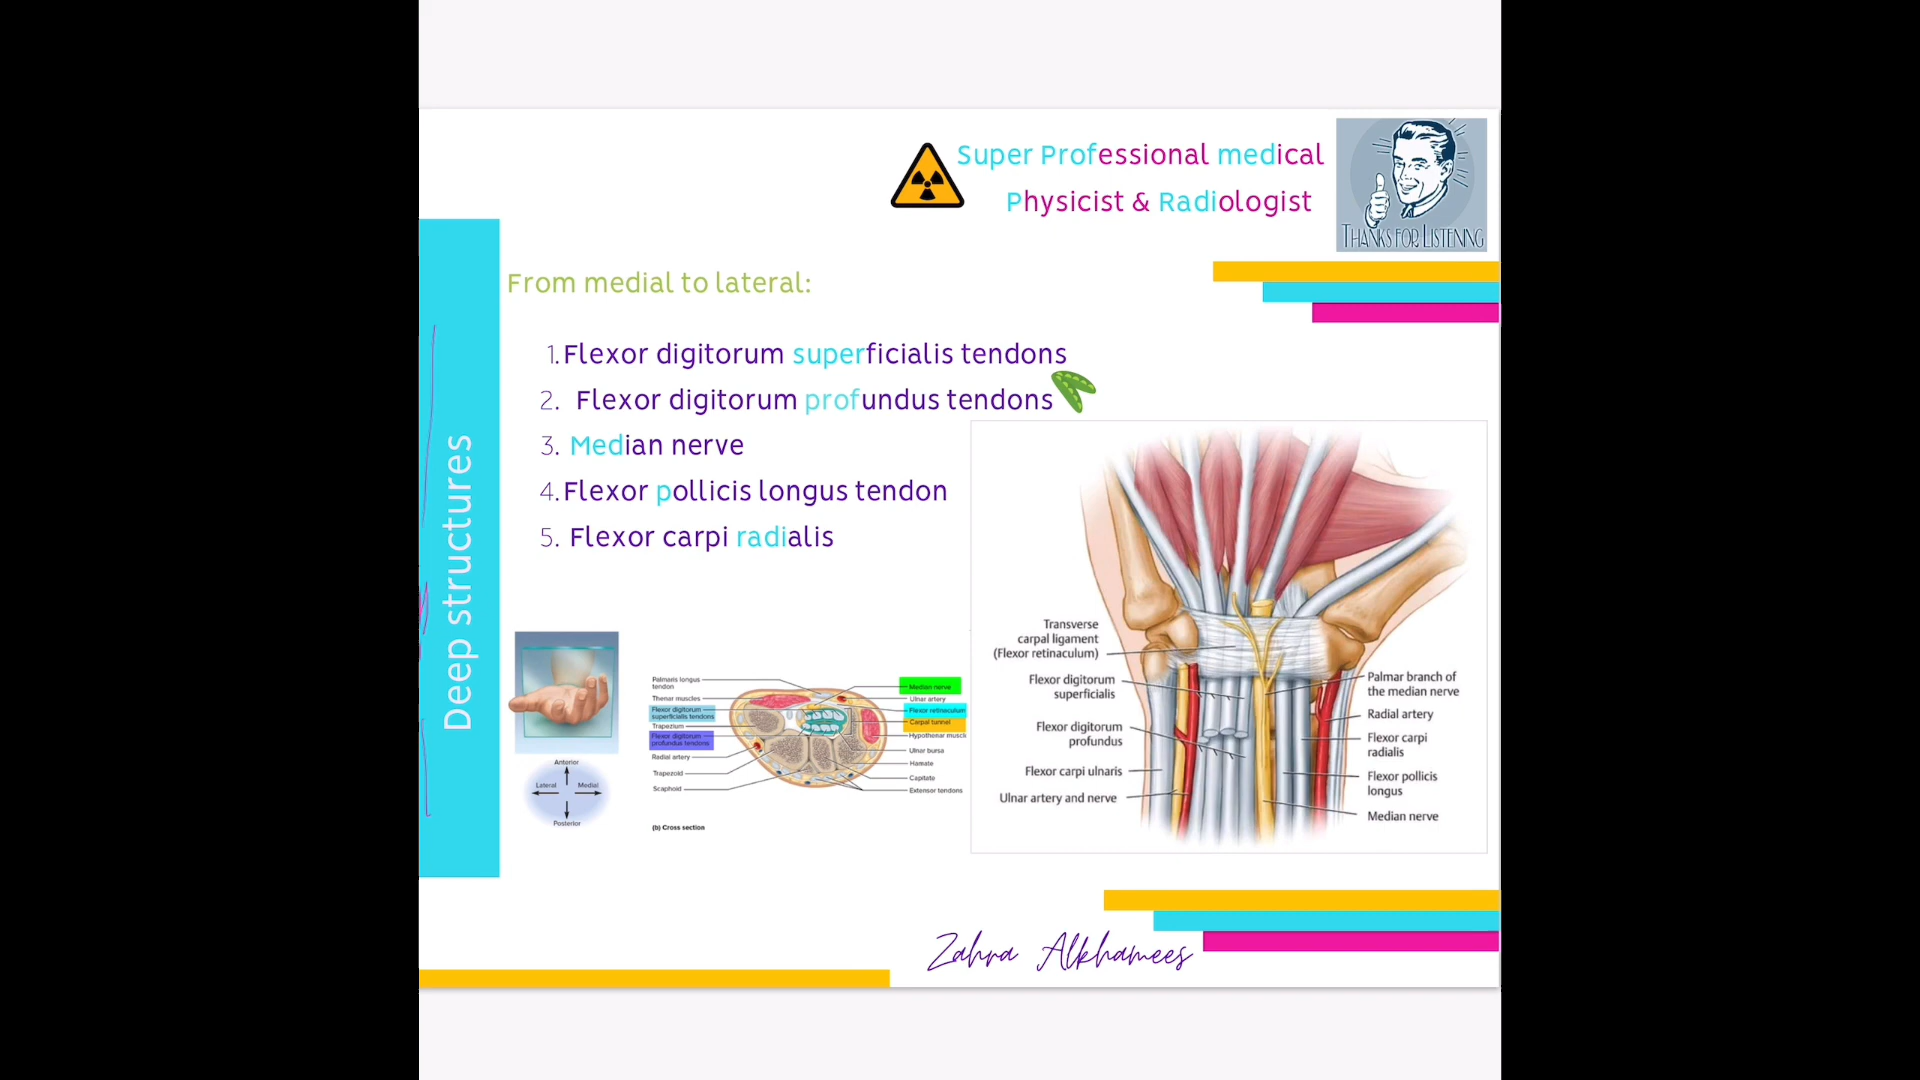 Super Professional medical
Physicist & Radiologist
THANKS FOR LISTENING
Deep structures
From medial to lateral:
1. Flexor digitorum superficialis tendons
2. Flexor digitorum profundus tendons
3. Median nerve
4. Flexor pollicis longus tendon
5. Flexor carpi radialis
Anterior
Lateral
Medial
Posterior
Palmaris longus
tendon
Thenar muscles
Flexor digitorum
superficialis tendons
Trapezium
Flexor digitorum
profundus tendons
Radial artery
Trapezoid
Scaphoid
Median nerve
Ulnar artery
Flexor retinaculum
Carpal tunnel
Hypothenar muscle
Ulnar bursa
Hamate
Capitate
Extensor tendons
(b) Cross section
Transverse
carpal ligament
(Flexor retinaculum)
Flexor digitorum
superficialis
Flexor digitorum
profundus
Flexor carpi ulnaris
Ulnar artery and nerve
Palmar branch of
the median nerve
Radial artery
Flexor carpi
radialis
Flexor pollicis
longus
Median nerve
Zahra Alkhamees